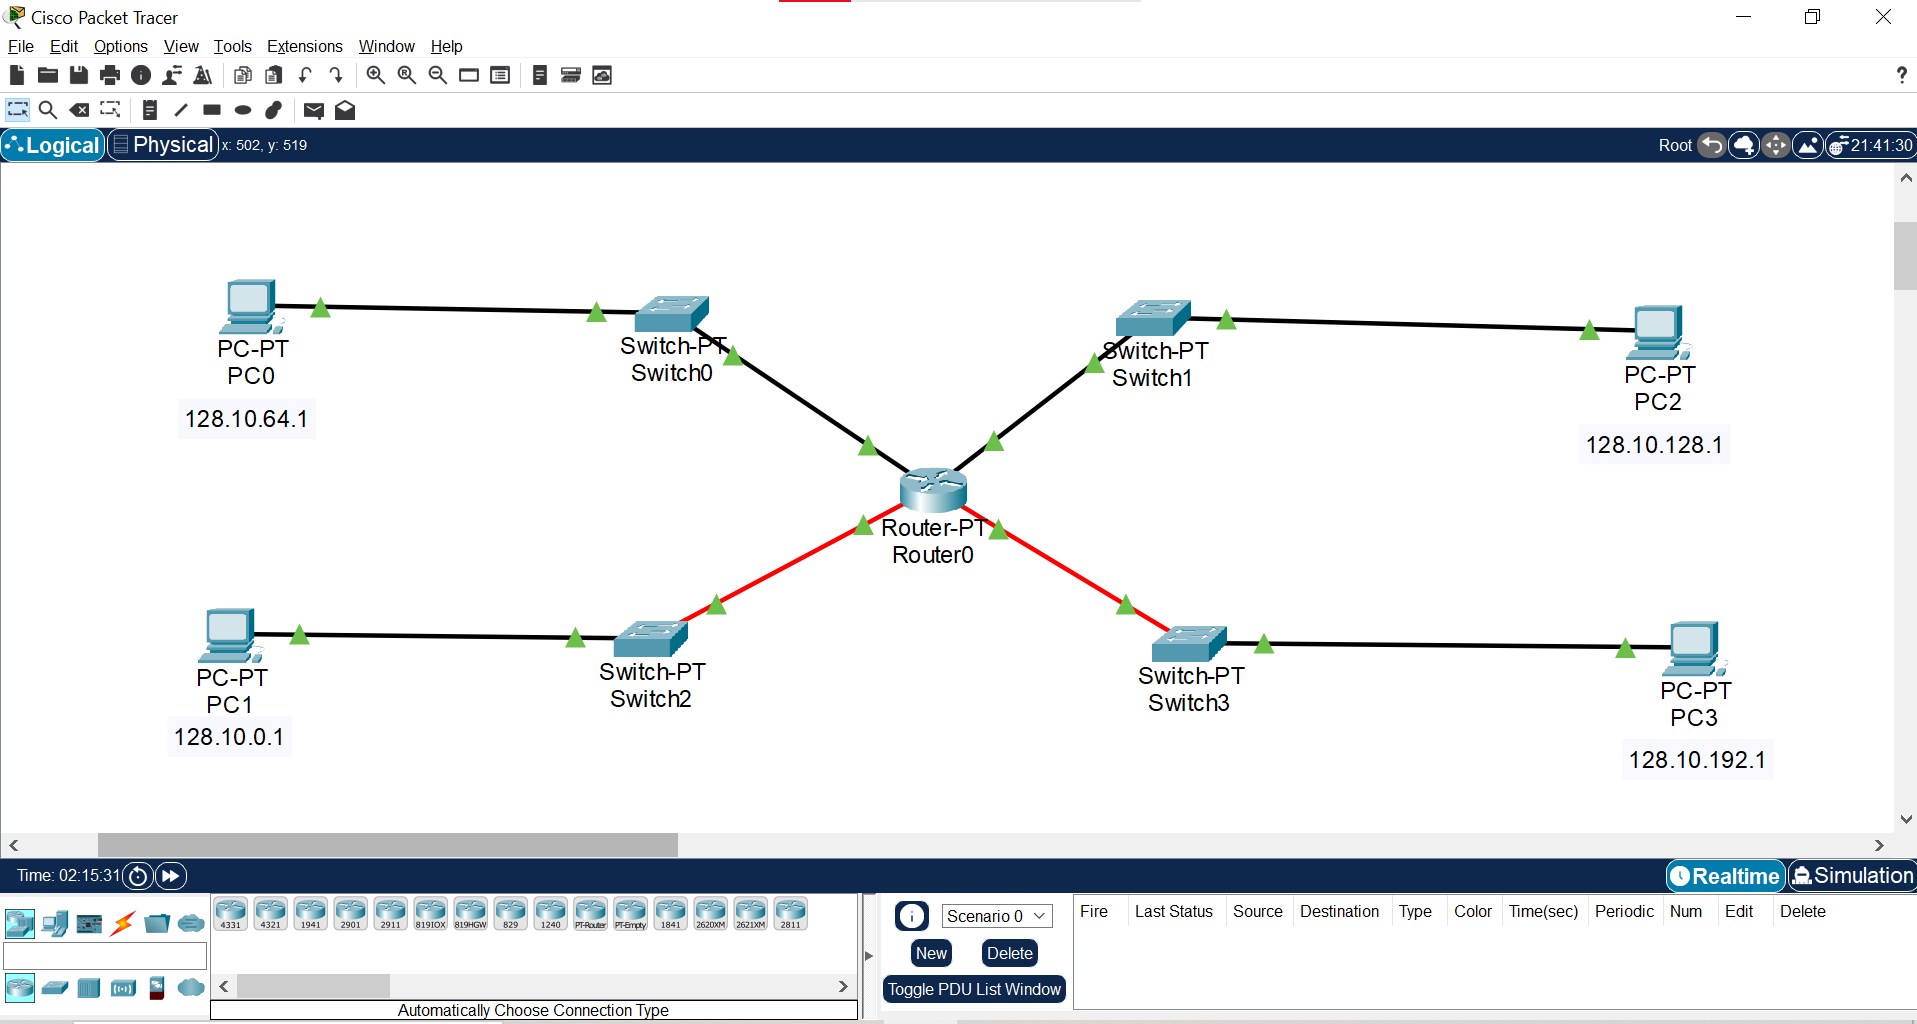 Cisco Packet Tracer
File Edit Options View Tools Extensions Window Help
?
Logical Physical x: 502, y: 519 Root 21:41:30
PC-PT
PC0
128.10.64.1
Switch-PT
Switch0
Switch-PT
Switch1
PC-PT
PC2
128.10.128.1
Router-PT
Router0
PC-PT
PC1
128.10.0.1
Switch-PT
Switch2
Switch-PT
Switch3
PC-PT
PC3
128.10.192.1
Time: 02:15:31 Realtime Simulation
4331 4321 1941 2901 2911 819IOX 819HGW 829 1240 PT-Router PT-Empty 1841 2620XM 2621XM 2811
Automatically Choose Connection Type
Scenario 0
New Delete
Toggle PDU List Window
Fire Last Status Source Destination Type Color Time(sec) Periodic Num Edit Delete